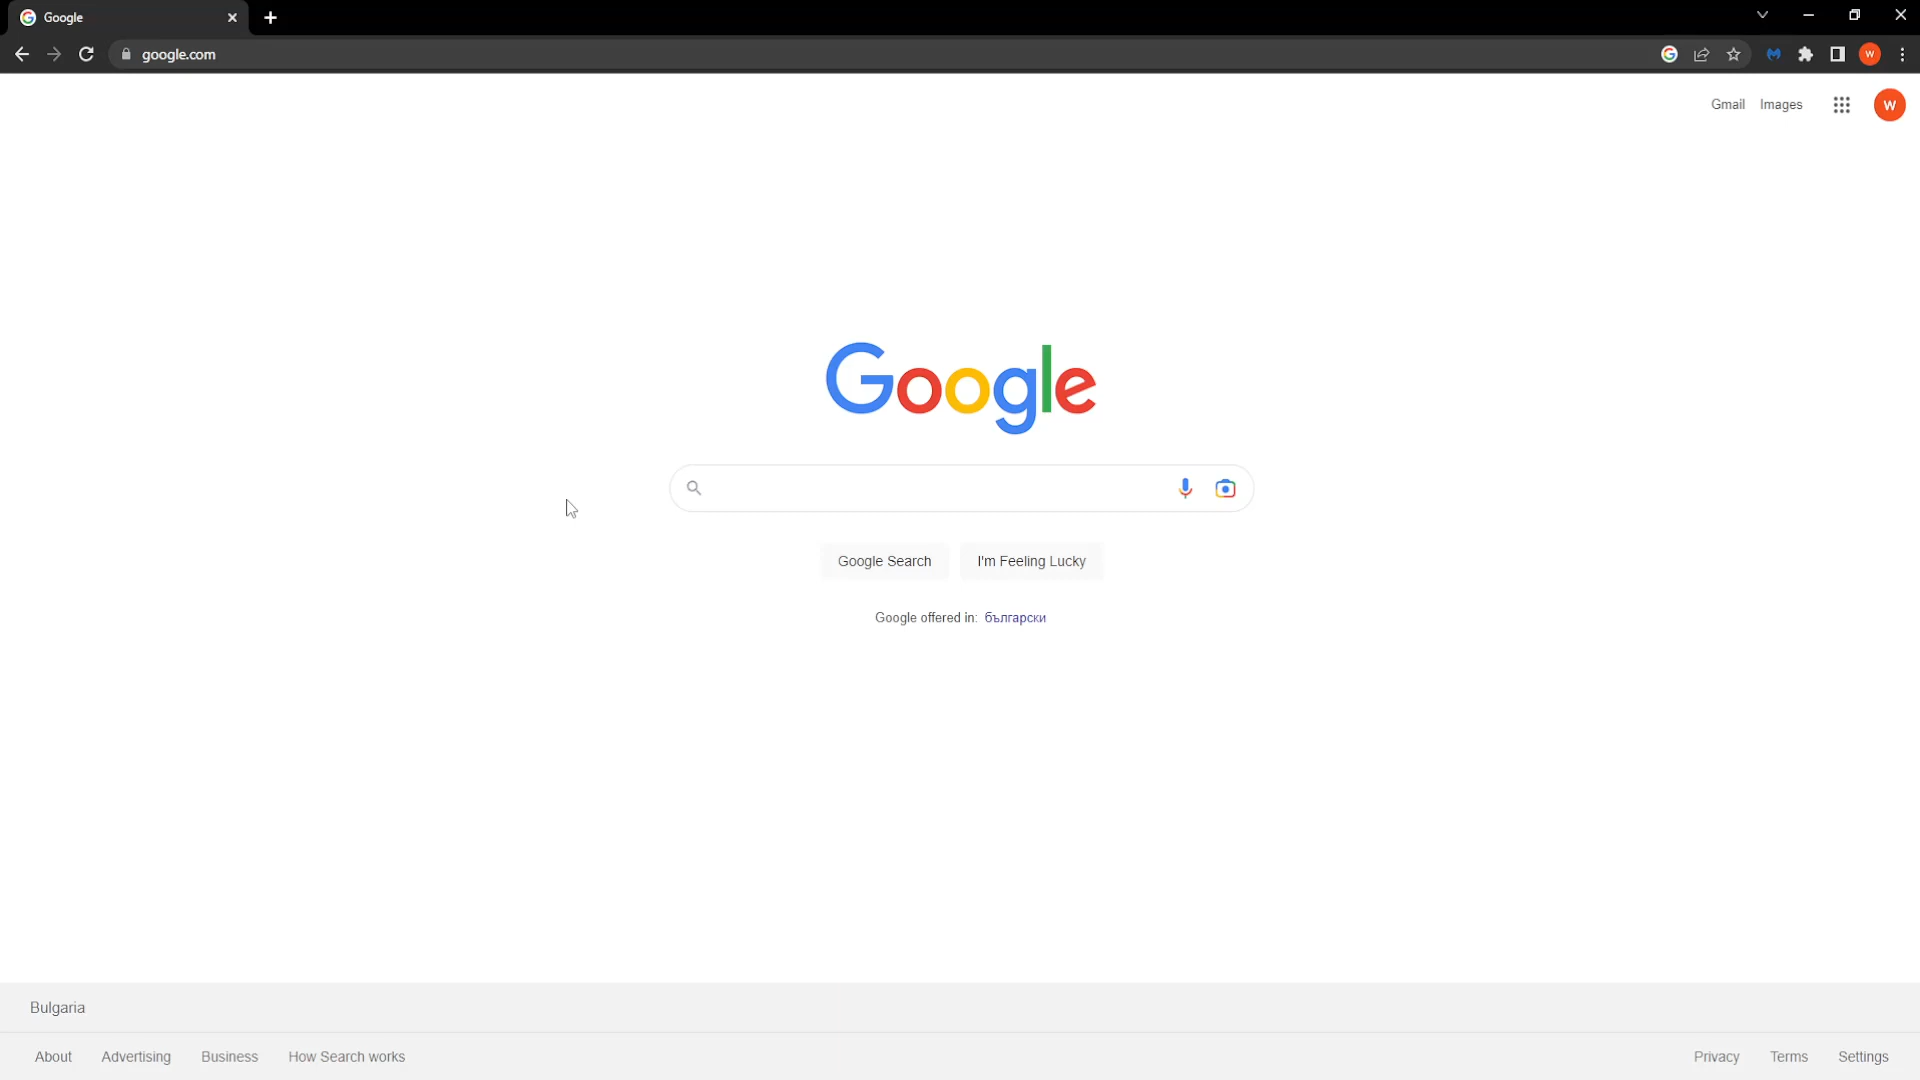 Google
google.com
W
Gmail Images
W
Google
Google Search I'm Feeling Lucky
Google offered in: български
Bulgaria
About Advertising Business How Search works Privacy Terms Settings